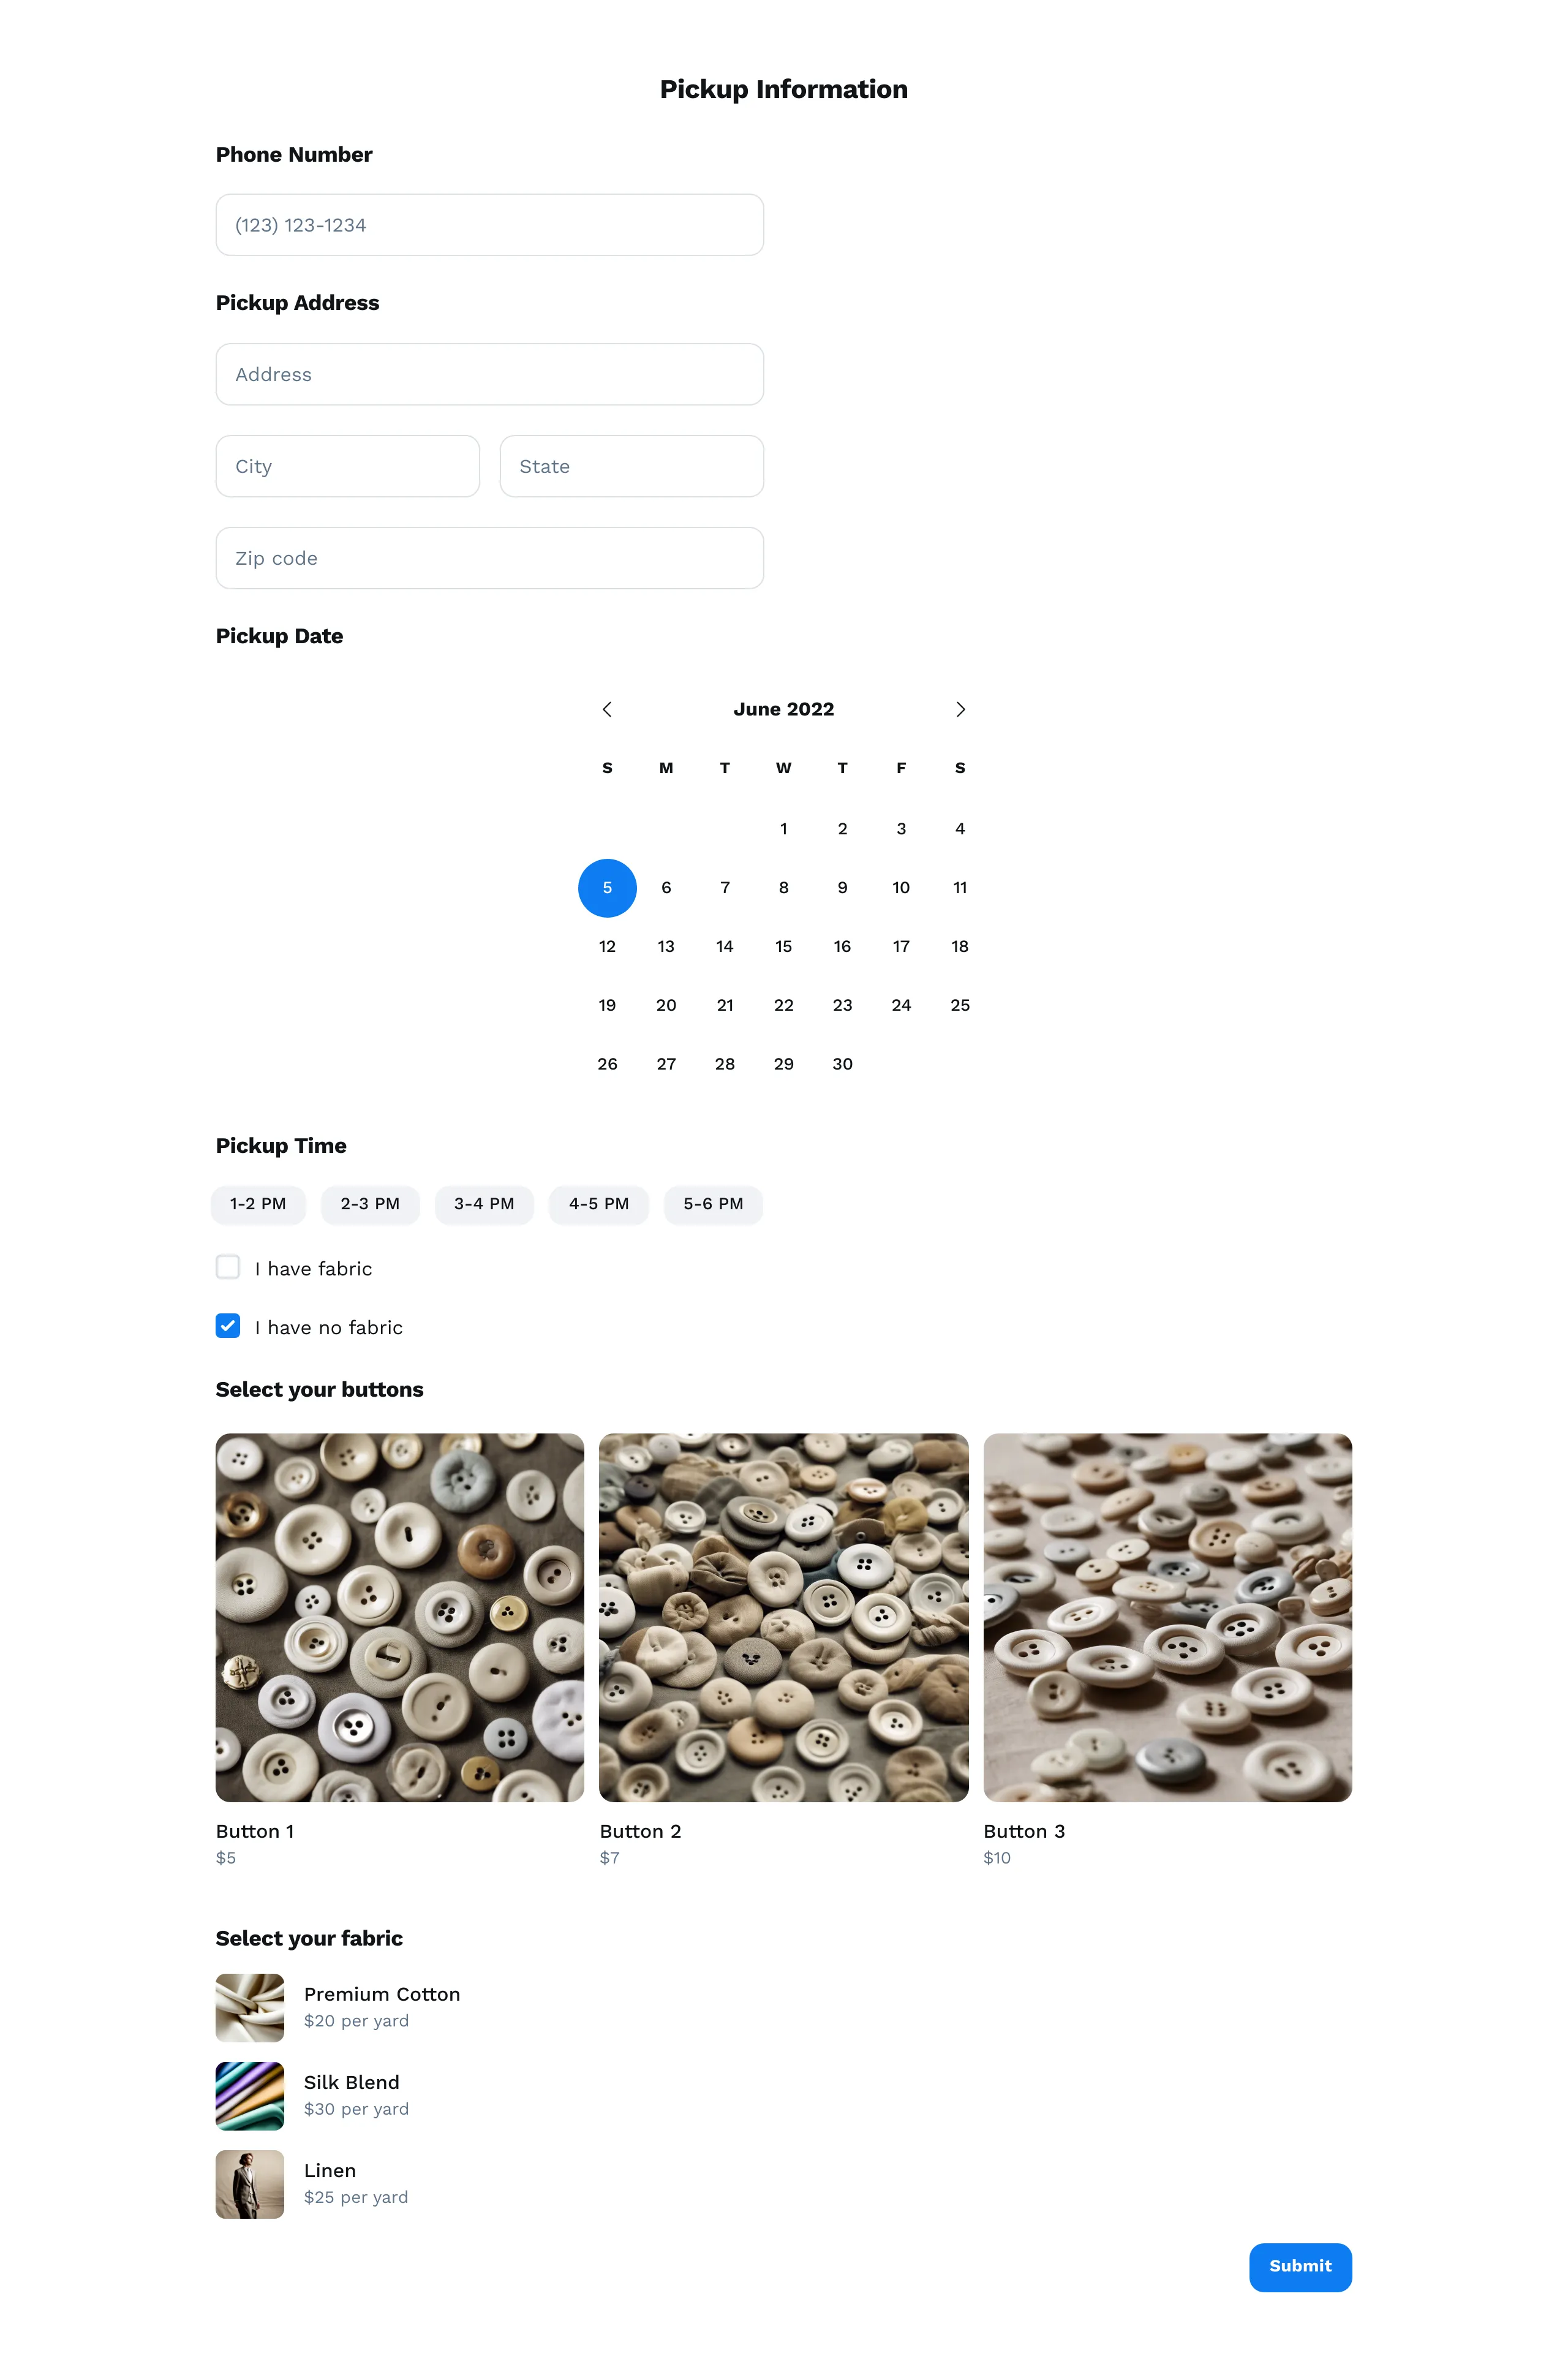 Pickup Information
Phone Number
(123) 123-1234
Pickup Address
Address
City State
Zip code
Pickup Date
June 2022
S M T W T F S
1 2 3 4
5 6 7 8 9 10 11
12 13 14 15 16 17 18
19 20 21 22 23 24 25
26 27 28 29 30
Pickup Time
1-2 PM 2-3 PM 3-4 PM 4-5 PM 5-6 PM
I have fabric
I have no fabric
Select your buttons
Button 1 Button 2 Button 3
$5 $7 $10
Select your fabric
Premium Cotton
$20 per yard
Silk Blend
$30 per yard
Linen
$25 per yard
Submit